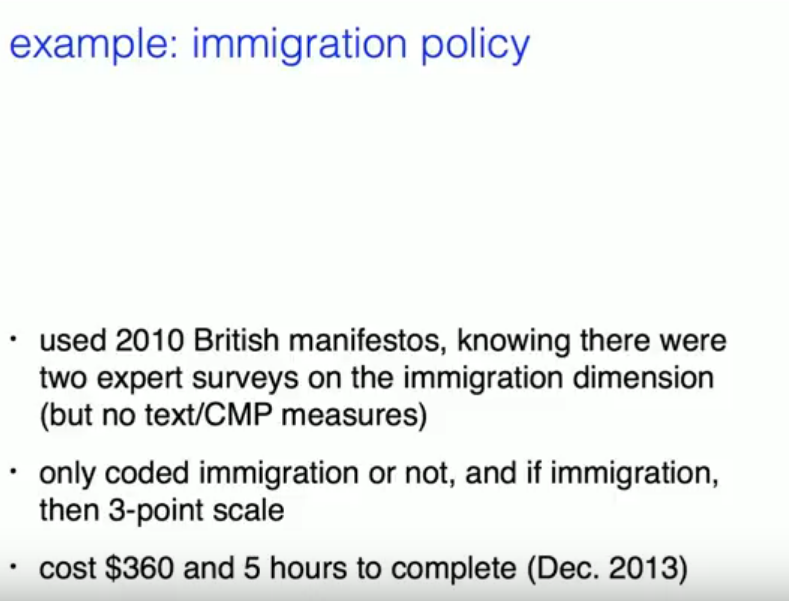 example: immigration policy
· used 2010 British manifestos, knowing there were
two expert surveys on the immigration dimension
(but no text/CMP measures)
· only coded immigration or not, and if immigration,
then 3-point scale
· cost $360 and 5 hours to complete (Dec. 2013)